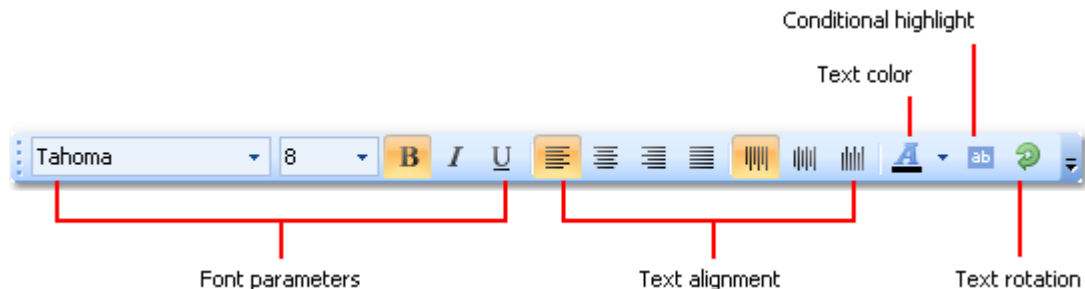 Conditional highlight
Text color
Tahoma 8 B I U A ab
Font parameters Text alignment Text rotation